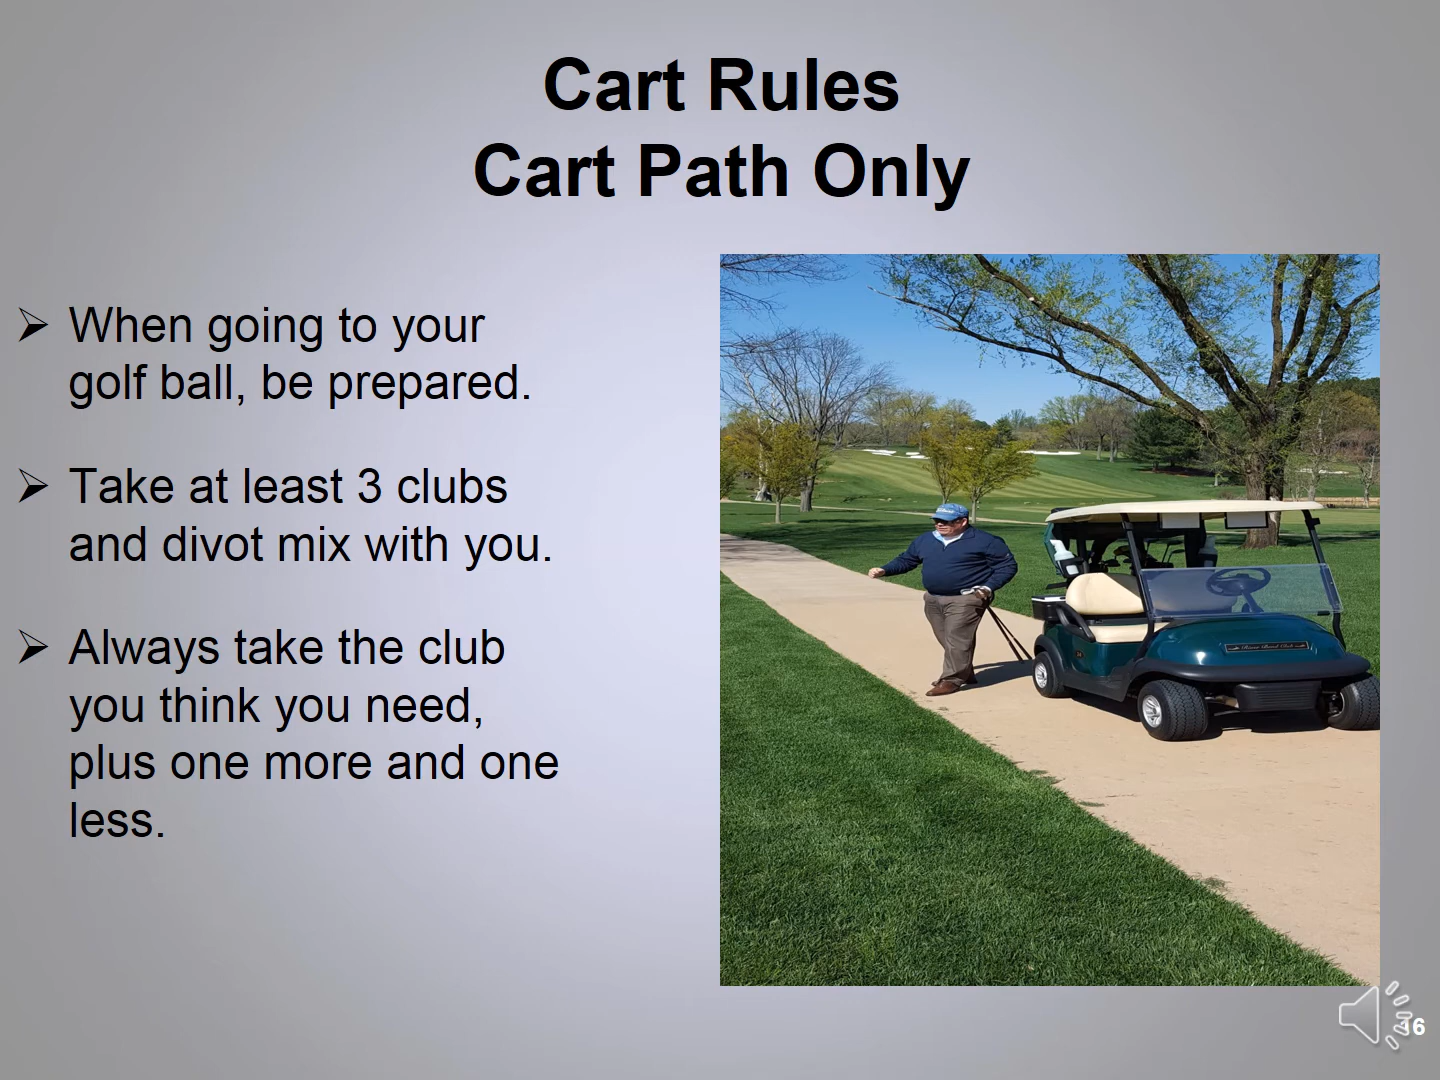 Cart Rules
Cart Path Only
When going to your
golf ball, be prepared.
Take at least 3 clubs
and divot mix with you.
Always take the club
you think you need,
plus one more and one
less.
16